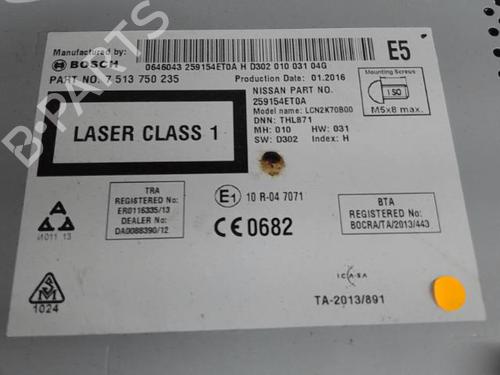 Manufactured by:
BOSCH
0646043 259154ET0A H D302 010 031 04G
E5
PART NO. 7 513 750 235
Production Date: 01.2016
Mounting Screws
ISO
M5x8 max.
NISSAN PART NO.
259154ET0A
Model name: LCN2K70B00
DNN: THL871
MH: 010 HW: 031
SW: D302 Index: H
LASER CLASS 1
TRA
REGISTERED No:
ER0116335/13
DEALER No:
DA0088390/12
E1 10 R-04 7071
CE 0682
BTA
REGISTERED No:
BOCRA/TA/2013/443
ICASA
TA-2013/891
1024